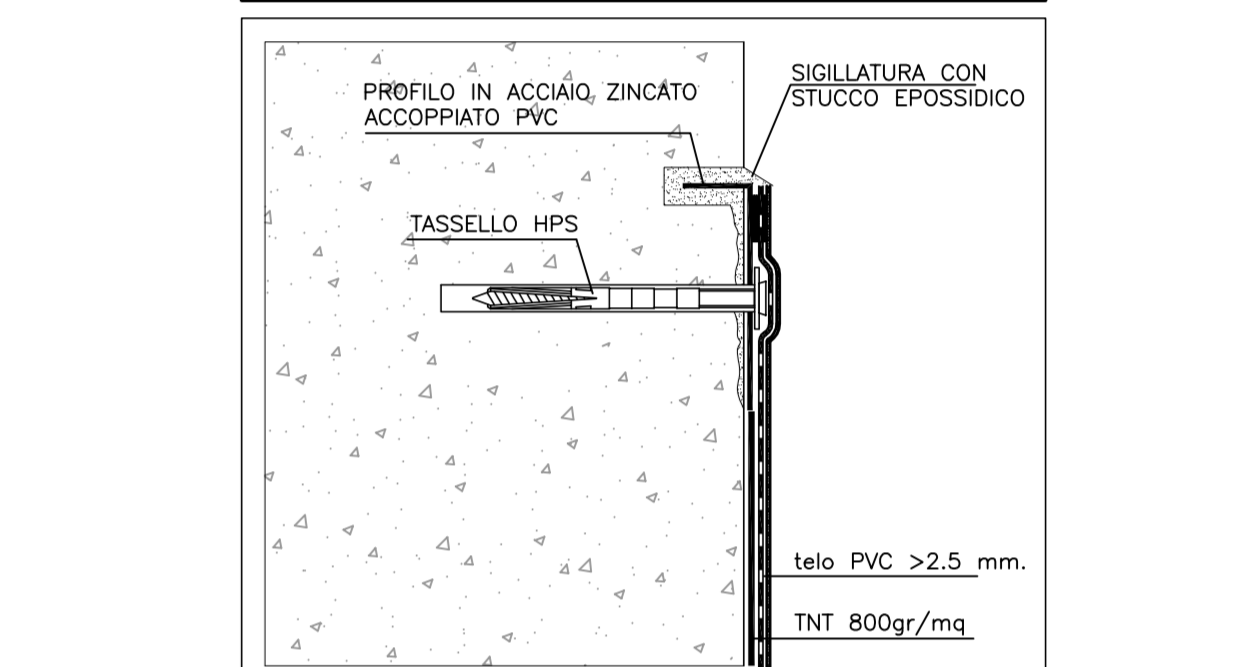 SIGILLATURA CON
STUCCO EPOSSIDICO
PROFILO IN ACCIAIO ZINCATO
ACCOPPIATO PVC
TASSELLO HPS
telo PVC >2.5 mm.
TNT 800gr/mq